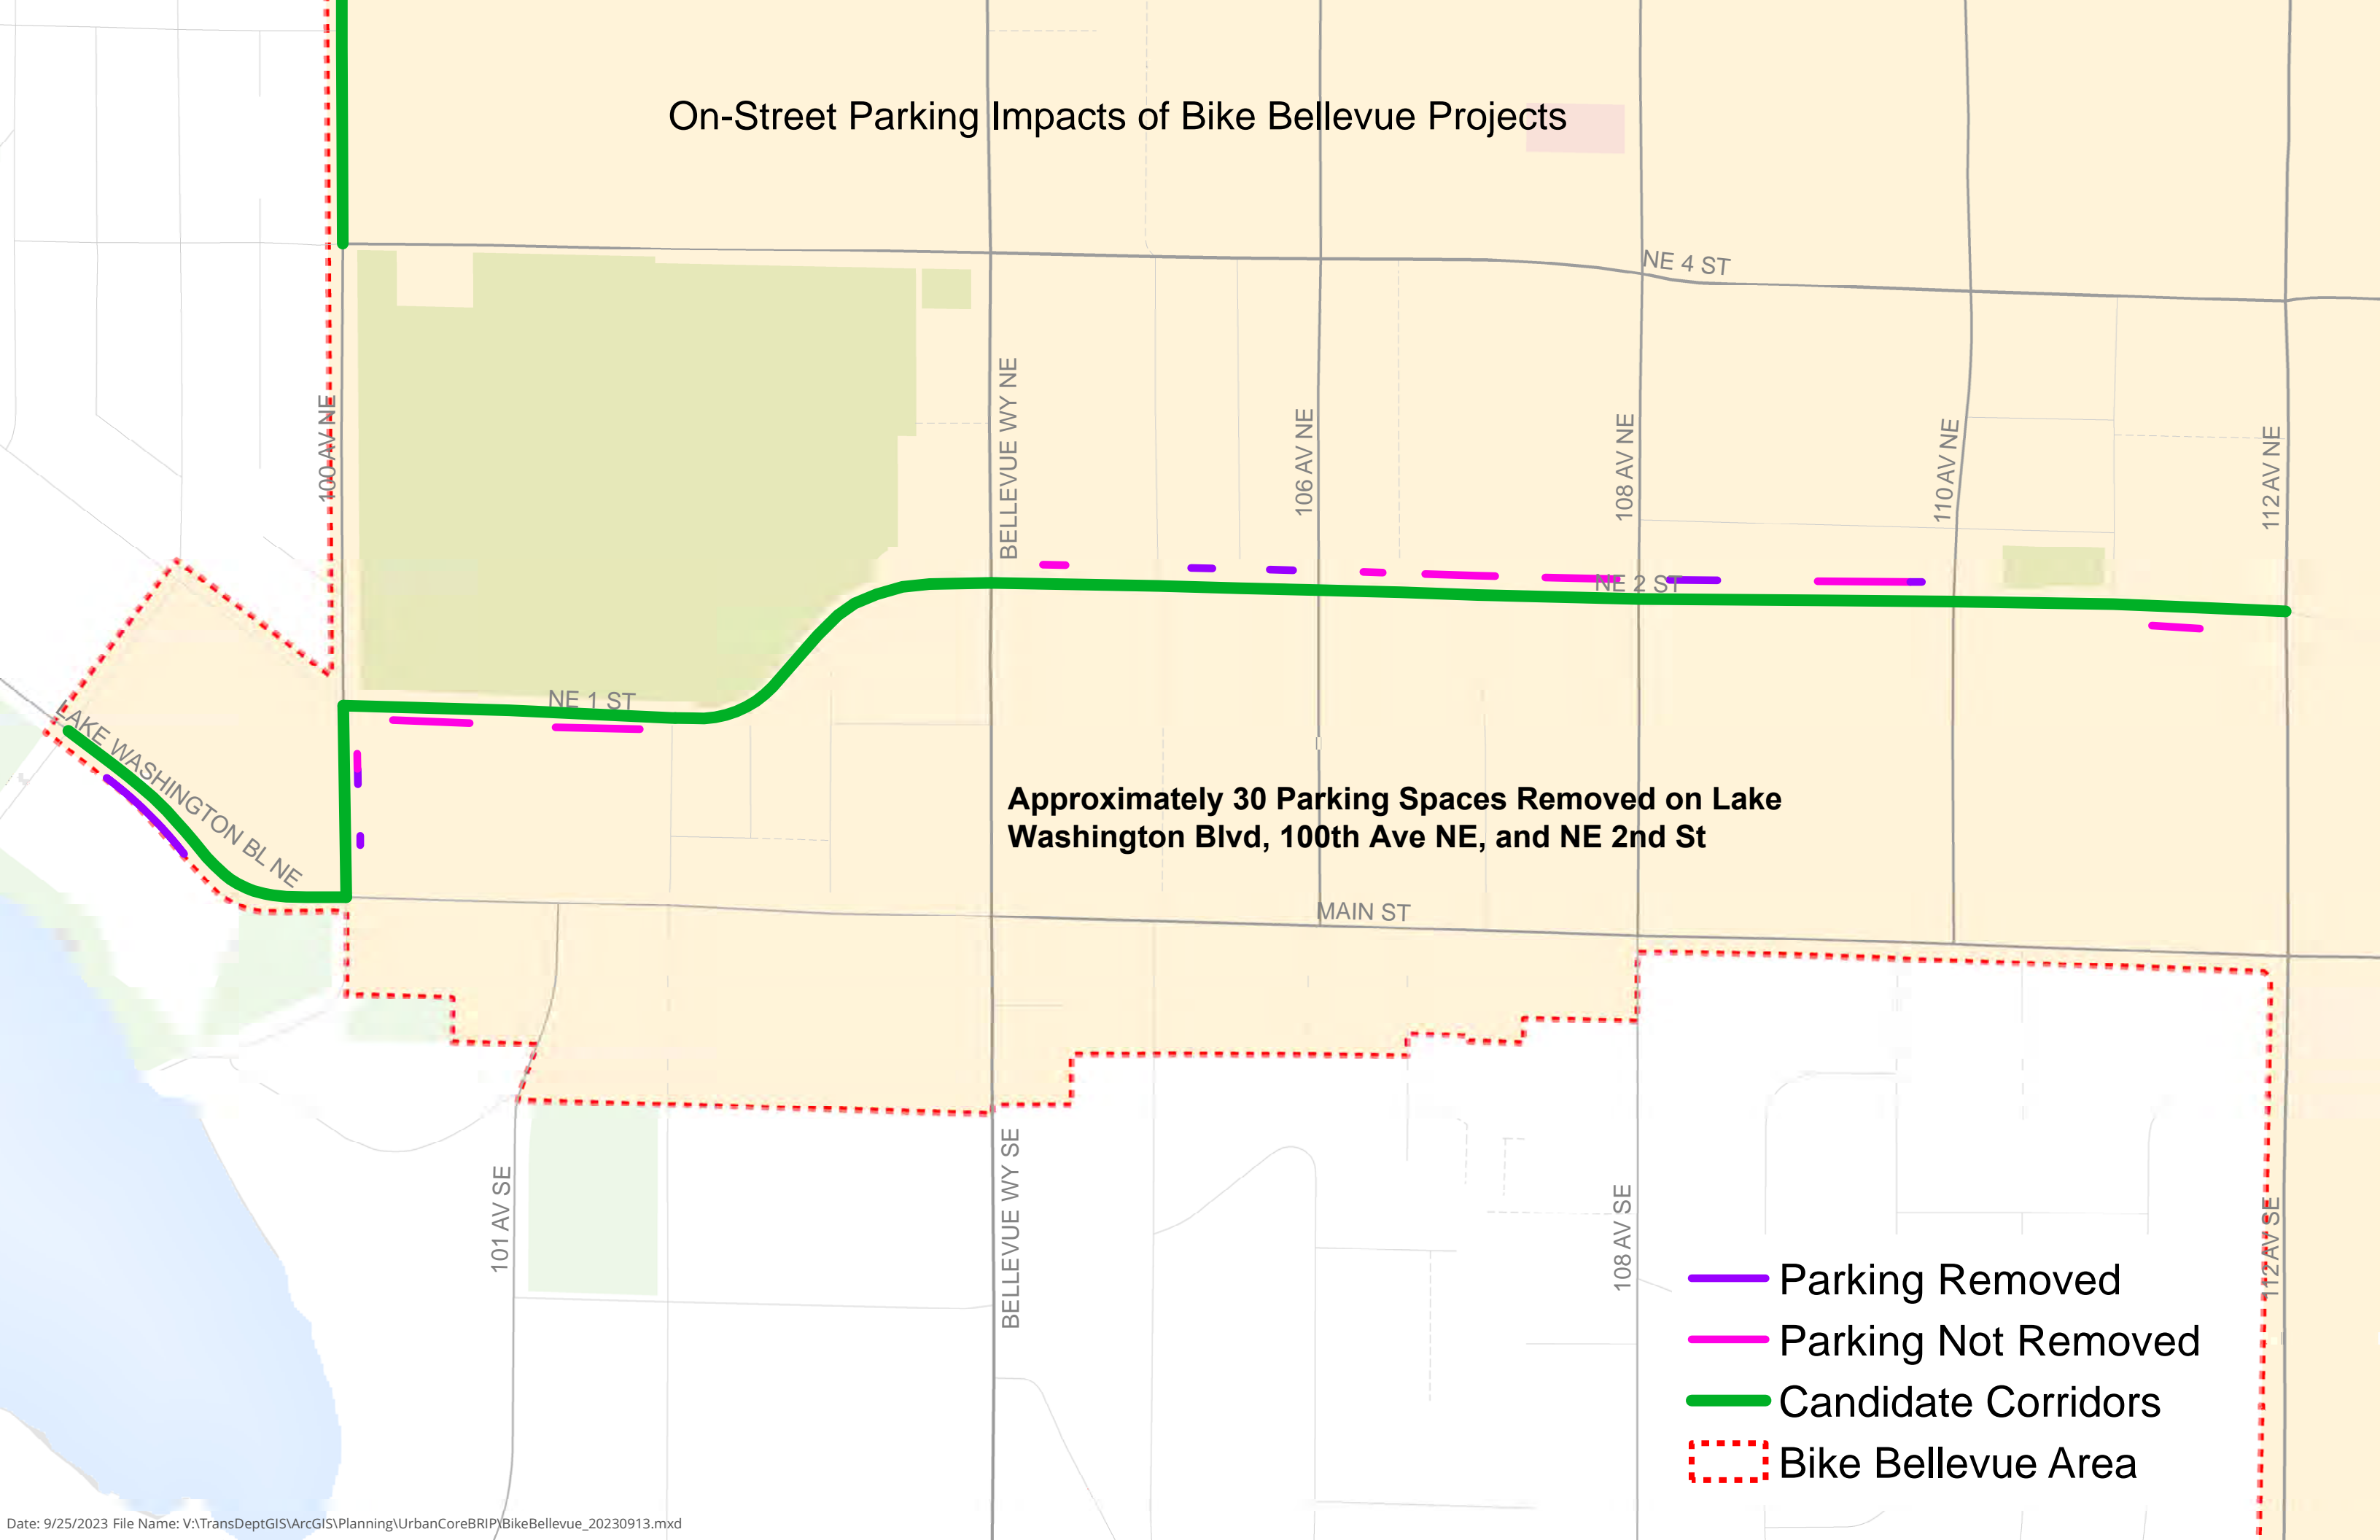 On-Street Parking Impacts of Bike Bellevue Projects
NE 4 ST
100 AV NE
BELLEVUE WY NE
106 AV NE
108 AV NE
110 AV NE
112 AV NE
NE 2 ST
NE 1 ST
LAKE WASHINGTON BL NE
Approximately 30 Parking Spaces Removed on Lake
Washington Blvd, 100th Ave NE, and NE 2nd St
MAIN ST
101 AV SE
BELLEVUE WY SE
108 AV SE
112 AV SE
Parking Removed
Parking Not Removed
Candidate Corridors
Bike Bellevue Area
Date: 9/25/2023 File Name: V:\TransDeptGIS\ArcGIS\Planning\UrbanCoreBRIP\BikeBellevue_20230913.mxd